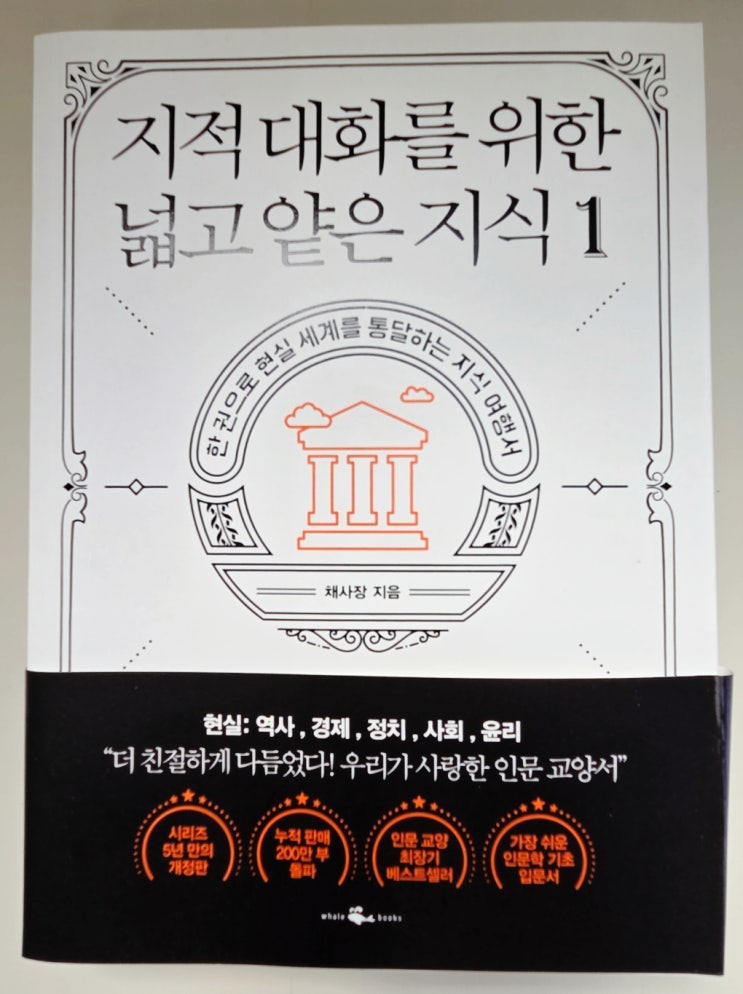 지적 대화를 위한
넓고 얕은 지식 1
한 권으로 현실 세계를 통달하는 지식 여행서
채사장 지음
현실: 역사, 경제, 정치, 사회, 윤리
“더 친절하게 다듬었다! 우리가 사랑한 인문 교양서”
시리즈
5년 만의
개정판
누적 판매
200만 부
돌파
인문 교양
최장기
베스트셀러
가장 쉬운
인문학 기초
입문서
whale books